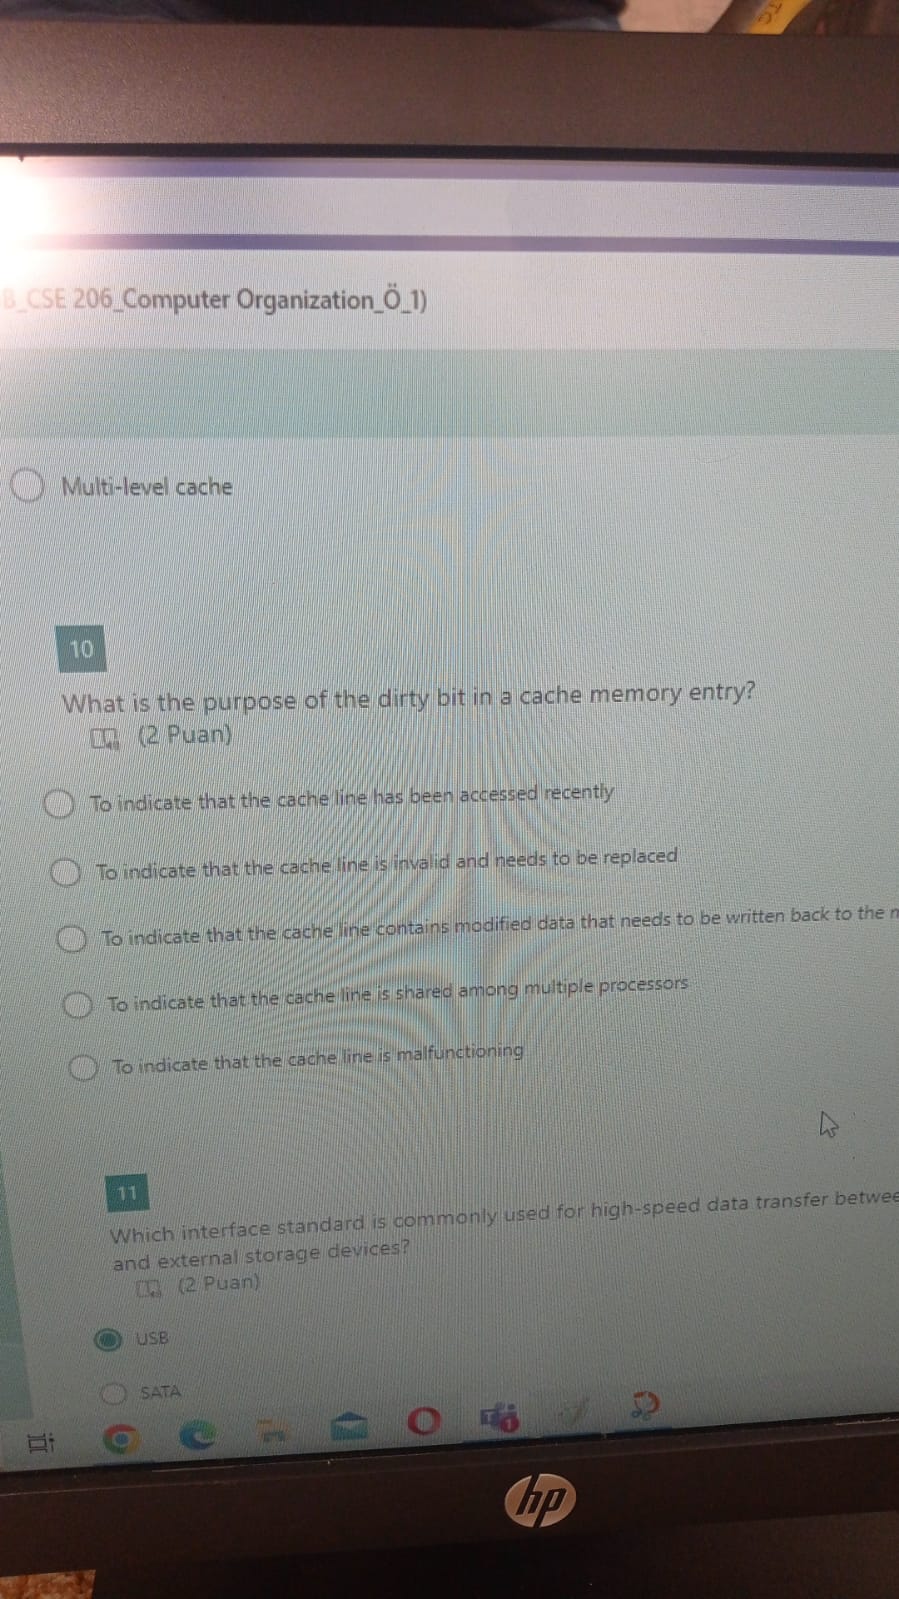 B_CSE 206_Computer Organization_Ö_1)
Multi-level cache
10
What is the purpose of the dirty bit in a cache memory entry?
(2 Puan)
To indicate that the cache line has been accessed recently
To indicate that the cache line is invalid and needs to be replaced
To indicate that the cache line contains modified data that needs to be written back to the
To indicate that the cache line is shared among multiple processors
To indicate that the cache line is malfunctioning
11
Which interface standard is commonly used for high-speed data transfer betwee
and external storage devices?
(2 Puan)
USB
SATA
hp